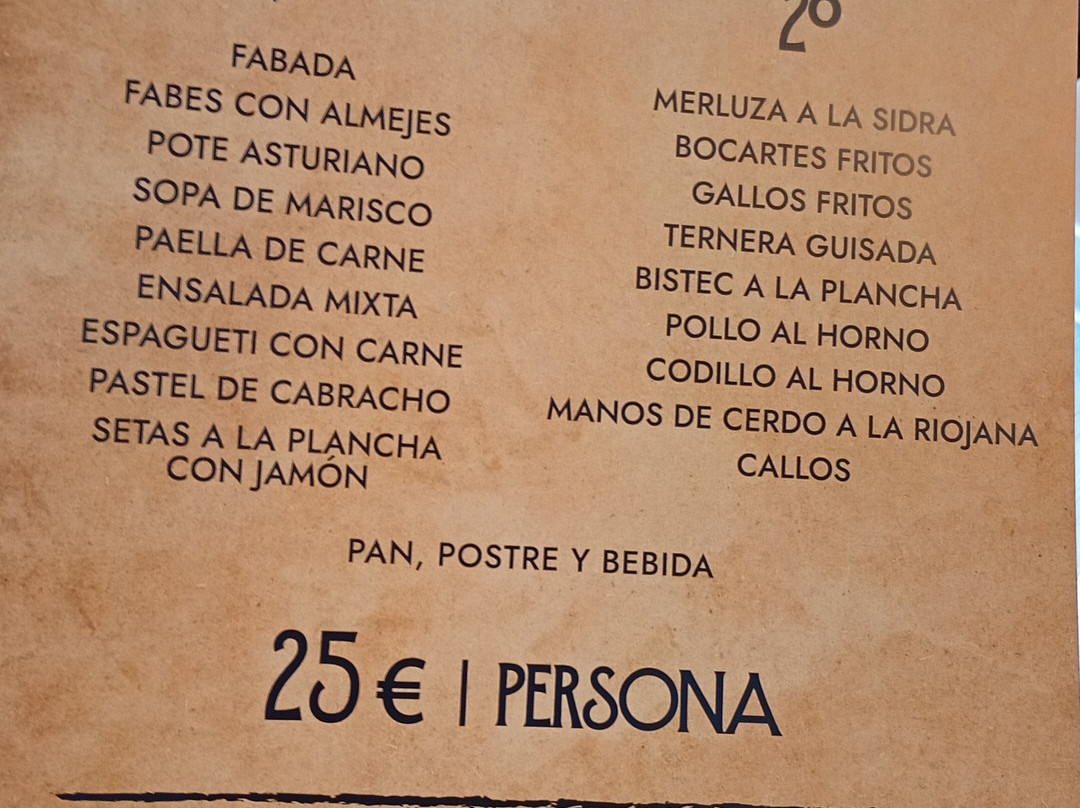 FABADA
FABES CON ALMEJES
POTE ASTURIANO
SOPA DE MARISCO
PAELLA DE CARNE
ENSALADA MIXTA
ESPAGUETI CON CARNE
PASTEL DE CABRACHO
SETAS A LA PLANCHA
CON JAMÓN
2º
MERLUZA A LA SIDRA
BOCARTES FRITOS
GALLOS FRITOS
TERNERA GUISADA
BISTEC A LA PLANCHA
POLLO AL HORNO
CODILLO AL HORNO
MANOS DE CERDO A LA RIOJANA
CALLOS
PAN, POSTRE Y BEBIDA
25€ | PERSONA